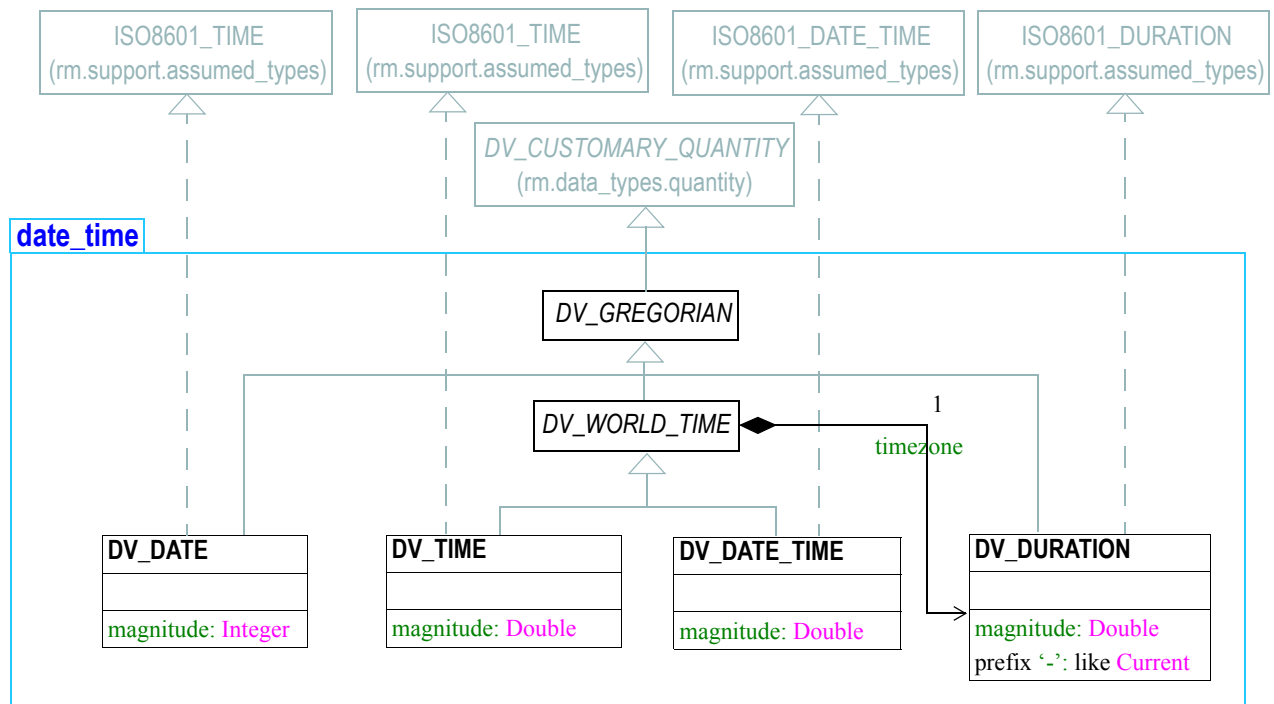 ISO8601_TIME
(rm.support.assumed_types)
ISO8601_TIME
(rm.support.assumed_types)
ISO8601_DATE_TIME
(rm.support.assumed_types)
ISO8601_DURATION
(rm.support.assumed_types)
DV_CUSTOMARY_QUANTITY
(rm.data_types.quantity)
date_time
DV_GREGORIAN
DV_WORLD_TIME
1
timezone
DV_DATE
magnitude: Integer
DV_TIME
magnitude: Double
DV_DATE_TIME
magnitude: Double
DV_DURATION
magnitude: Double
prefix ‘-’: like Current